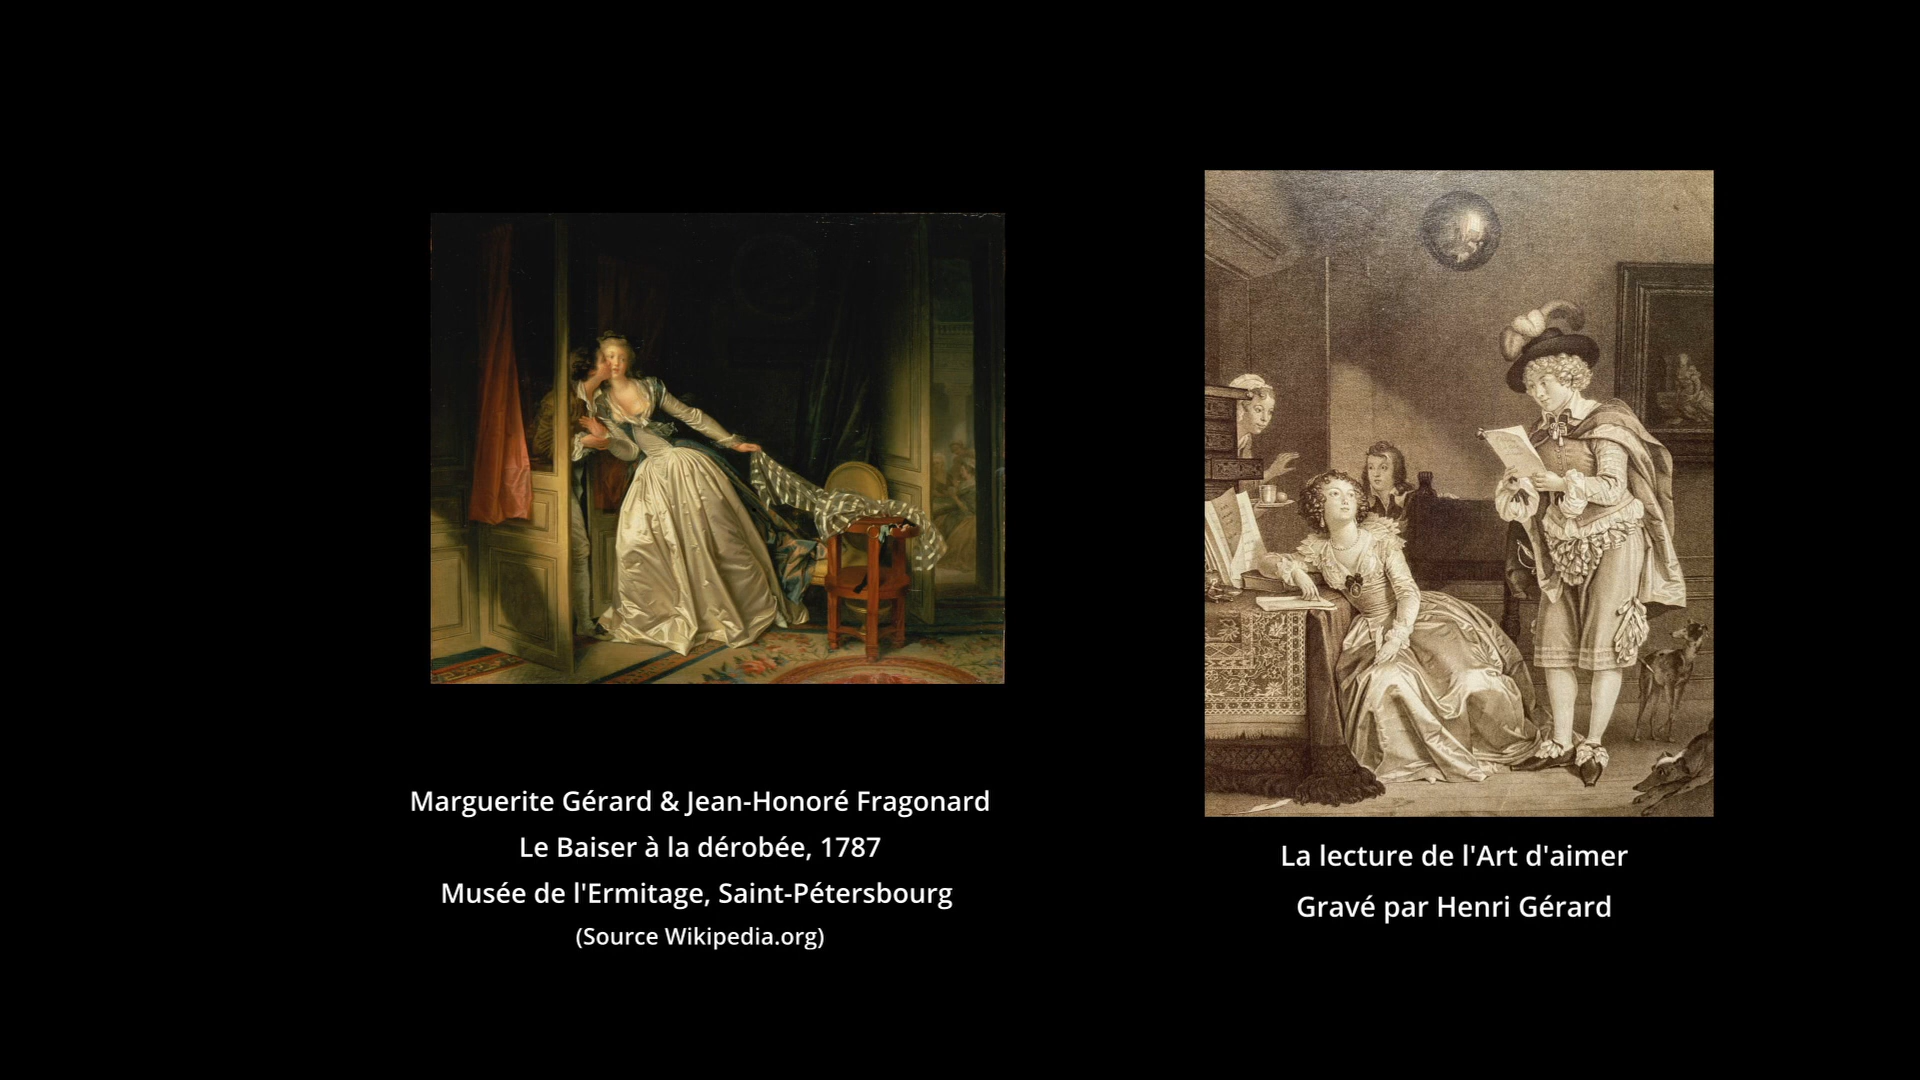 Marguerite Gérard & Jean-Honoré Fragonard
Le Baiser à la dérobée, 1787
Musée de l'Ermitage, Saint-Pétersbourg
(Source Wikipedia.org)
La lecture de l'Art d'aimer
Gravé par Henri Gérard